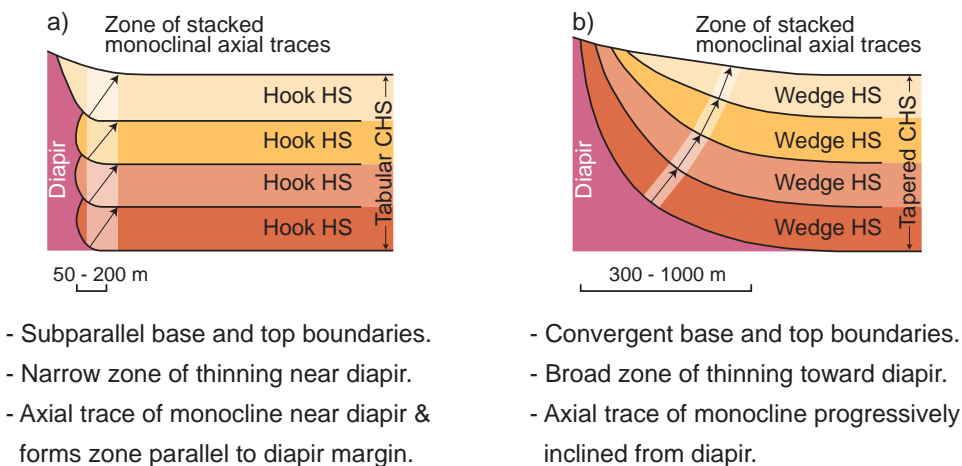 a)
Zone of stacked
monoclinal axial traces
Hook HS
Hook HS
Hook HS
Hook HS
Diapir
Tabular CHS
50 - 200 m
- Subparallel base and top boundaries.
- Narrow zone of thinning near diapir.
- Axial trace of monocline near diapir &
forms zone parallel to diapir margin.
b)
Zone of stacked
monoclinal axial traces
Wedge HS
Wedge HS
Wedge HS
Wedge HS
Diapir
Tapered CHS
300 - 1000 m
- Convergent base and top boundaries.
- Broad zone of thinning toward diapir.
- Axial trace of monocline progressively
inclined from diapir.